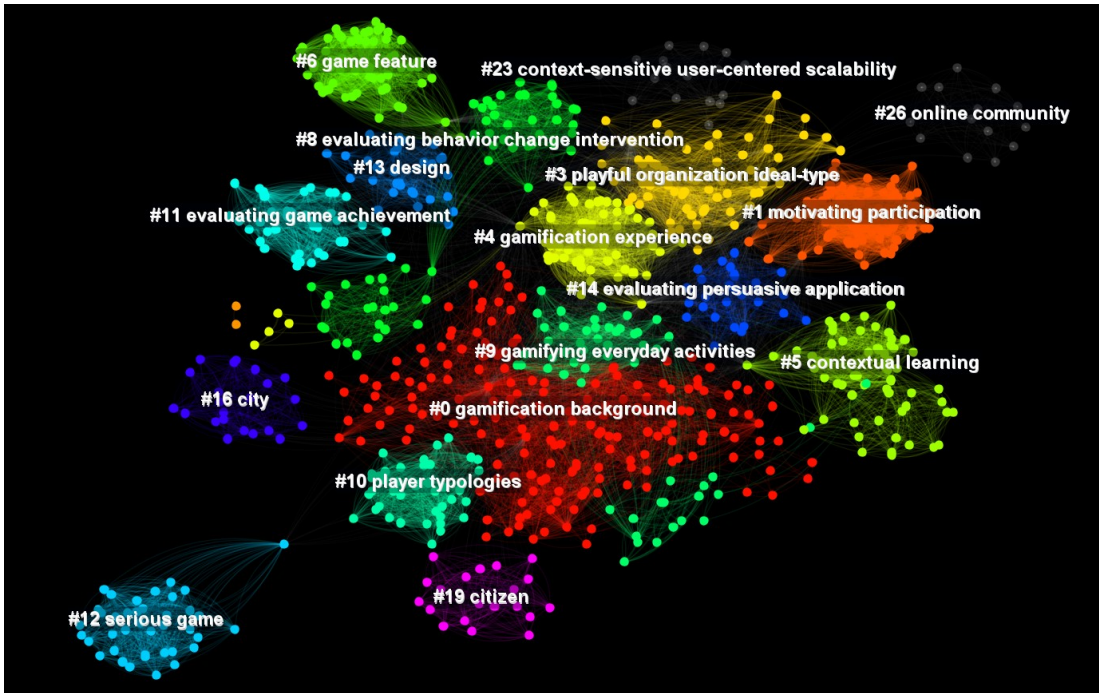 #6 game feature
#23 context-sensitive user-centered scalability
#26 online community
#8 evaluating behavior change intervention
#13 design
#3 playful organization ideal-type
#11 evaluating game achievement
#1 motivating participation
#4 gamification experience
#14 evaluating persuasive application
#9 gamifying everyday activities
#5 contextual learning
#16 city
#0 gamification background
#10 player typologies
#19 citizen
#12 serious game